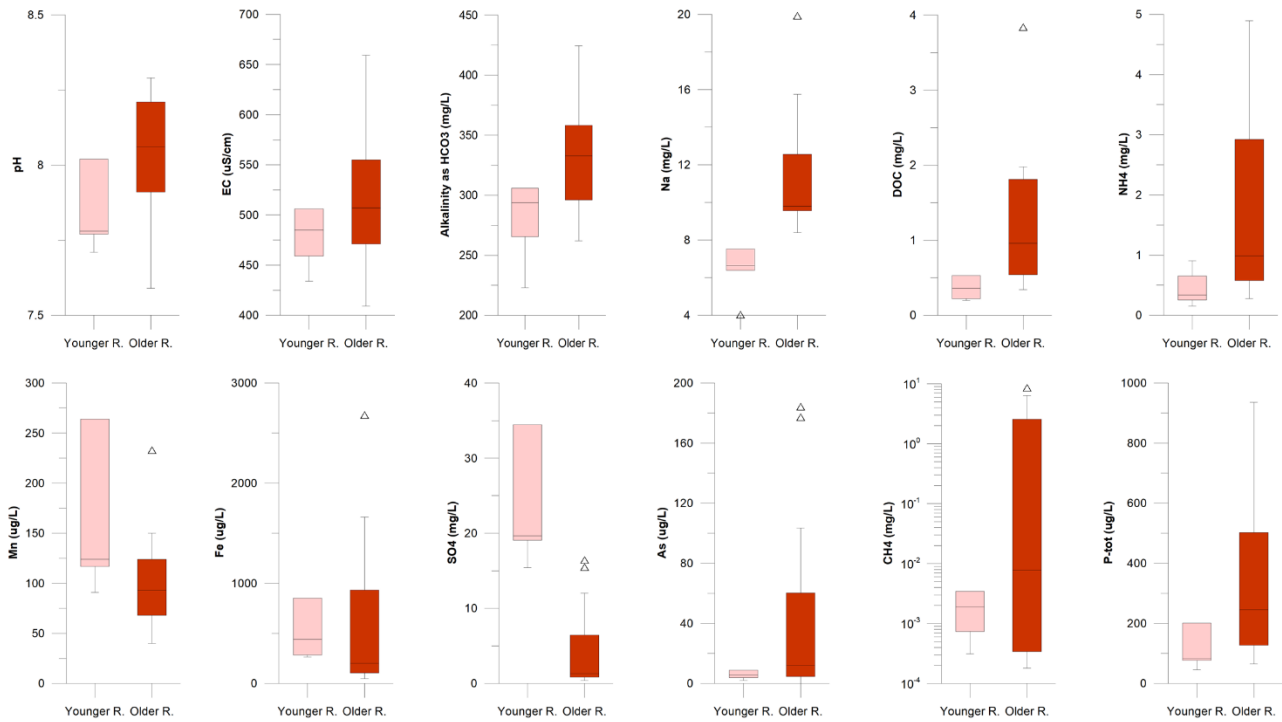 pH
8.5
8
7.5
Younger R. Older R.
EC (uS/cm)
700
650
600
550
500
450
400
Younger R. Older R.
Alkalinity as HCO3 (mg/L)
450
400
350
300
250
200
Younger R. Older R.
Na (mg/L)
20
16
12
8
4
Younger R. Older R.
DOC (mg/L)
4
3
2
1
0
Younger R. Older R.
NH4 (mg/L)
5
4
3
2
1
0
Younger R. Older R.
Mn (ug/L)
300
250
200
150
100
50
0
Younger R. Older R.
Fe (ug/L)
3000
2000
1000
0
Younger R. Older R.
SO4 (mg/L)
40
30
20
10
0
Younger R. Older R.
As (ug/L)
200
160
120
80
40
0
Younger R. Older R.
CH4 (mg/L)
10^1
10^0
10^-1
10^-2
10^-3
10^-4
Younger R. Older R.
P-tot (ug/L)
1000
800
600
400
200
0
Younger R. Older R.